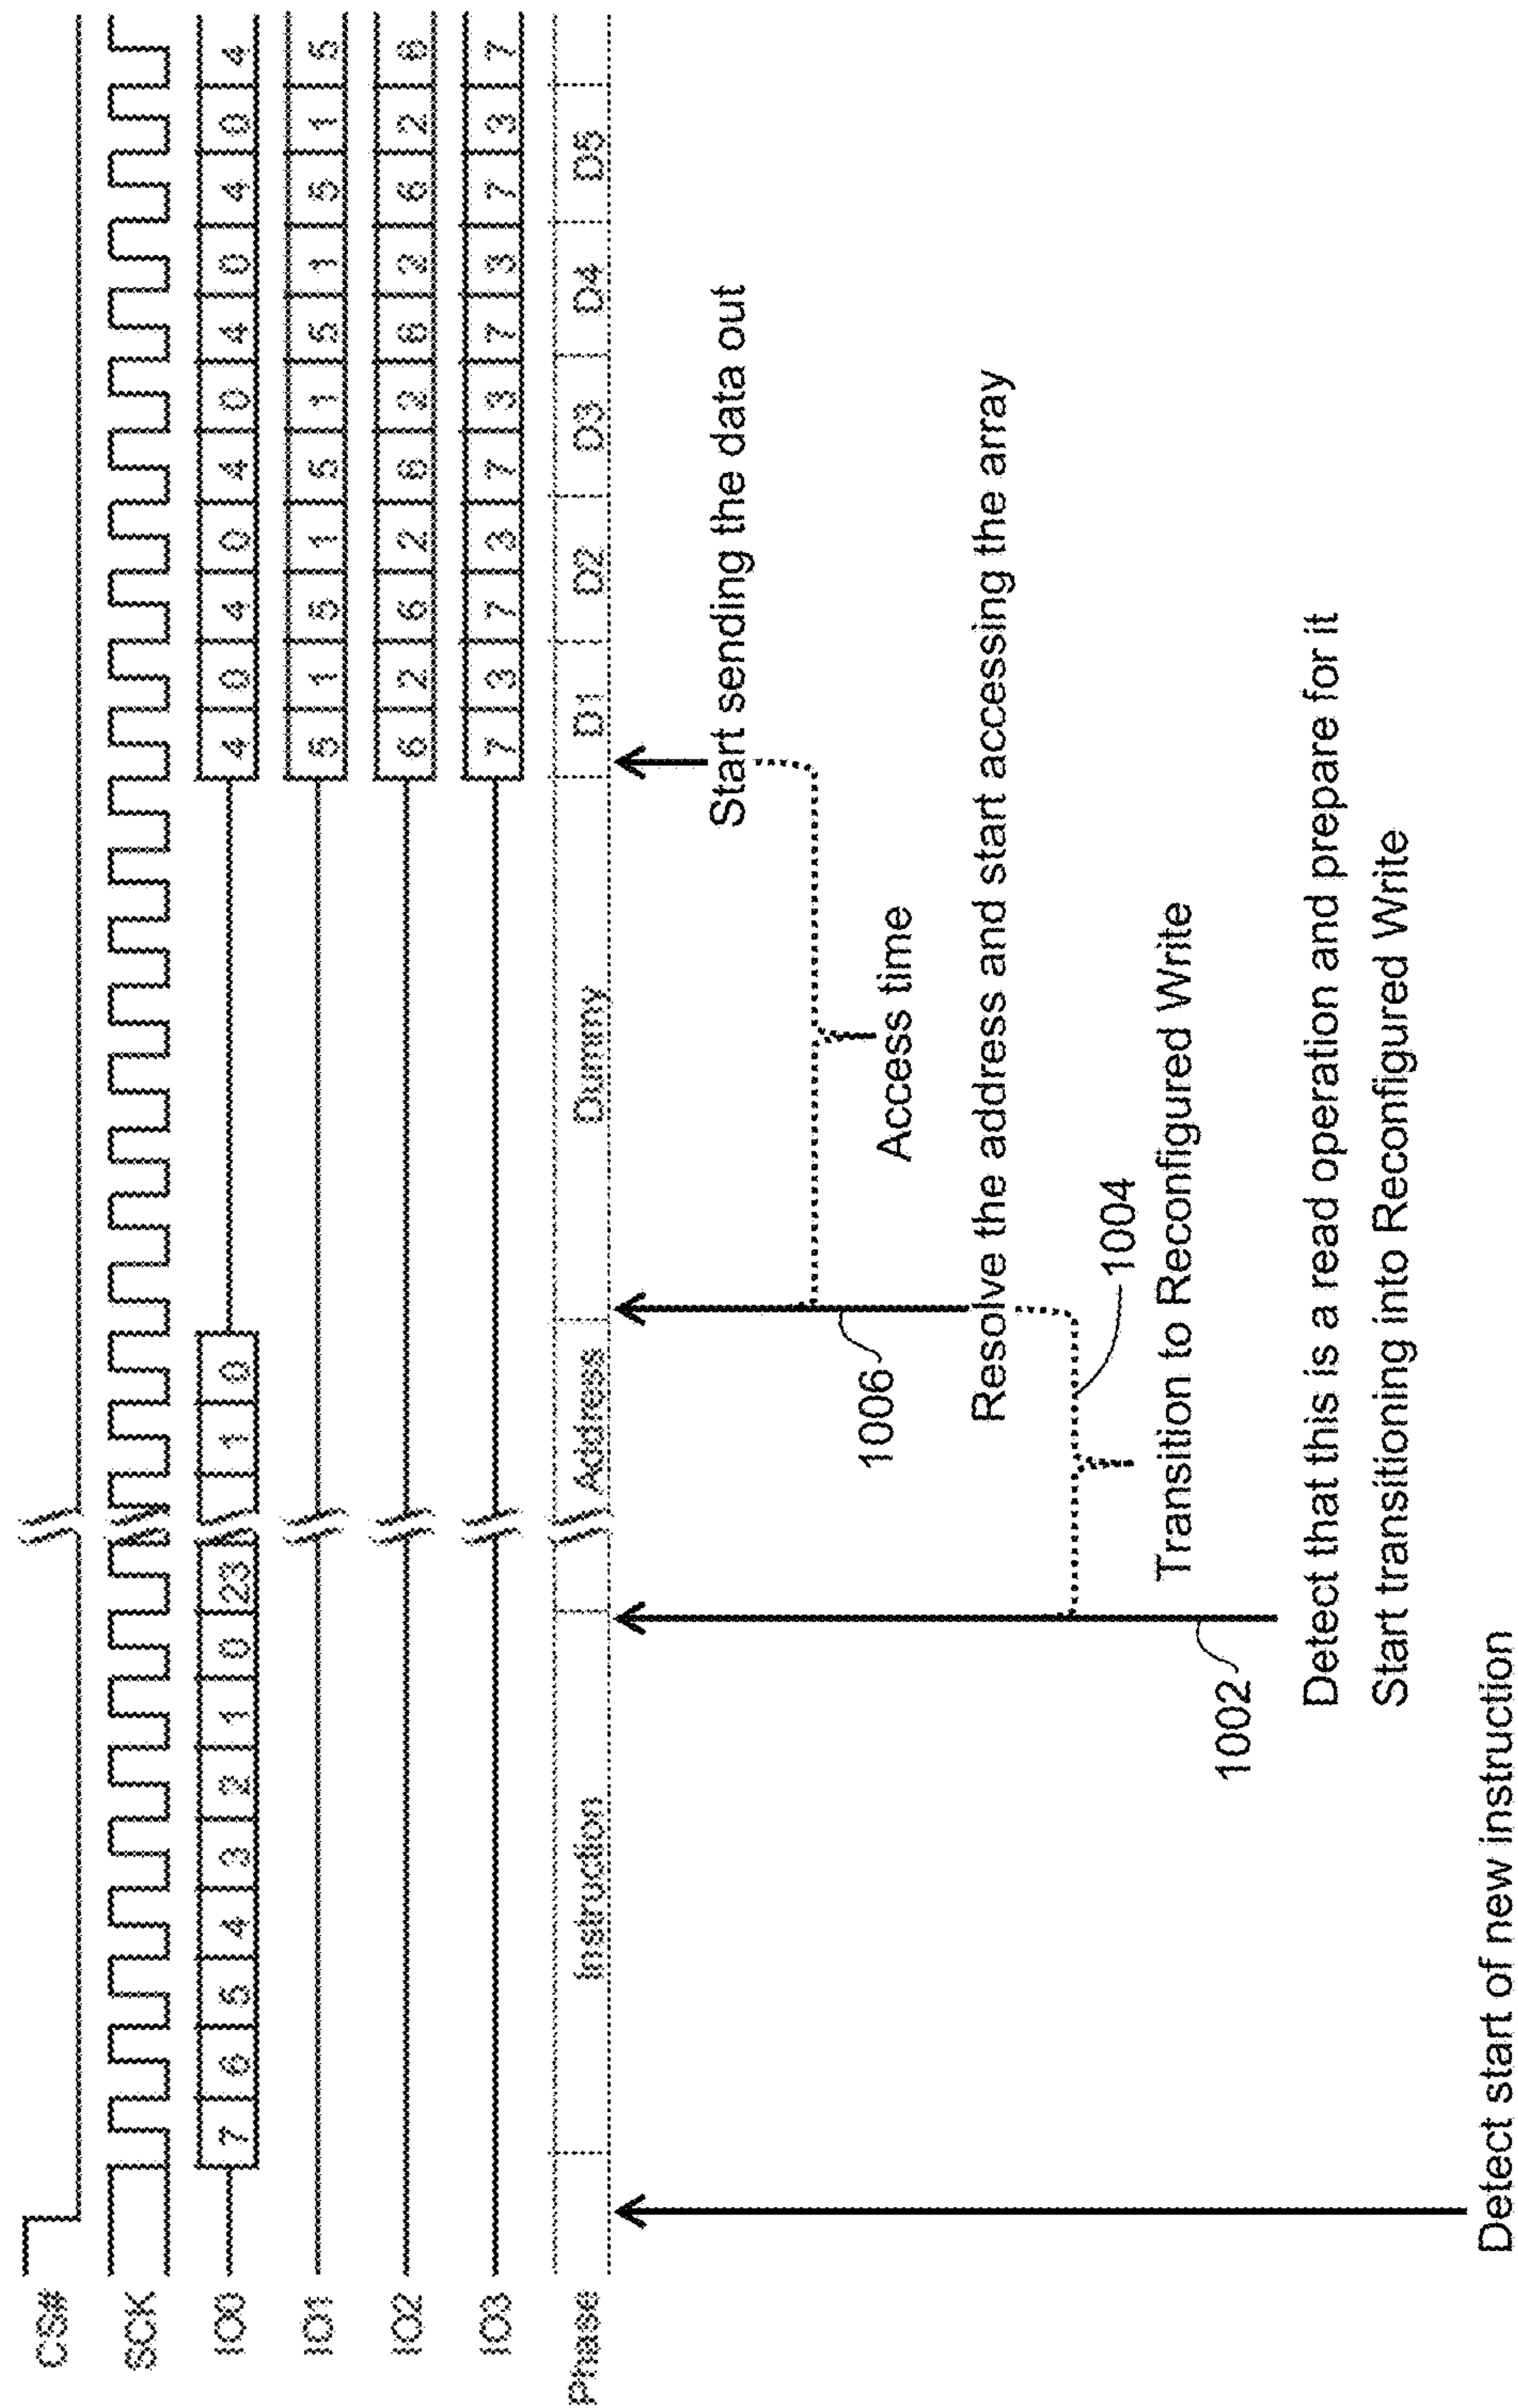 CS#
SCK
IO0 7 6 5 4 3 2 1 0 23 1 0 4 0 4 0 4 0 4 0 4 0 4
IO1 5 1 5 1 5 1 5 1 5 1 5
IO2 6 2 6 2 6 2 6 2 6 2 6
IO3 7 3 7 3 7 3 7 3 7 3 7
Phase Instruction Address Dummy D1 D2 D3 D4 D5
Start sending the data out
1006 Access time
Resolve the address and start accessing the array
1004
Transition to Reconfigured Write
1002
Detect that this is a read operation and prepare for it
Start transitioning into Reconfigured Write
Detect start of new instruction